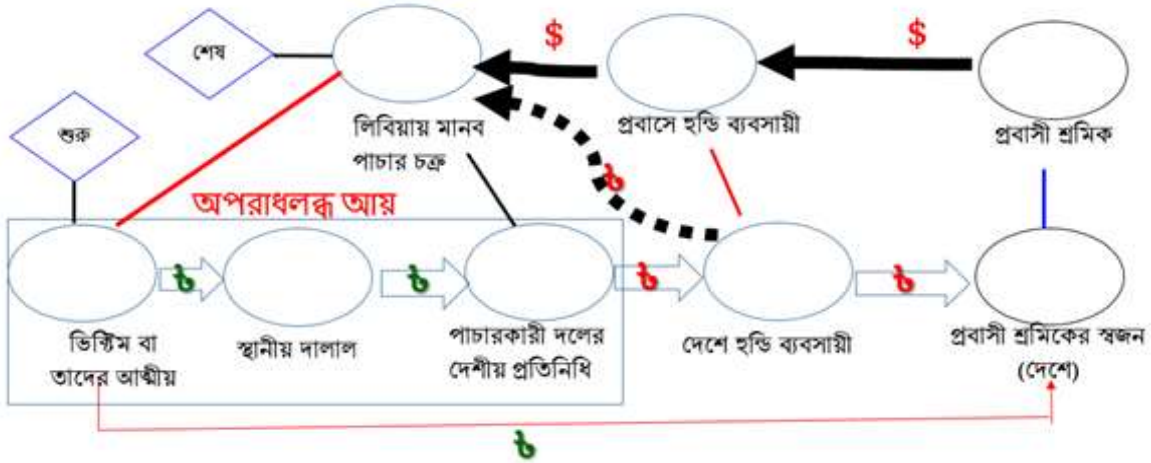 শেষ
$
$
শুরু
লিবিয়ায় মানব
পাচার চক্র
প্রবাসে হুন্ডি ব্যবসায়ী
প্রবাসী শ্রমিক
অপরাধলব্ধ আয়
৳
৳
৳
৳
৳
ভিক্টিম বা
তাদের আত্মীয়
স্থানীয় দালাল
পাচারকারী দলের
দেশীয় প্রতিনিধি
দেশে হুন্ডি ব্যবসায়ী
প্রবাসী শ্রমিকের স্বজন
(দেশে)
৳